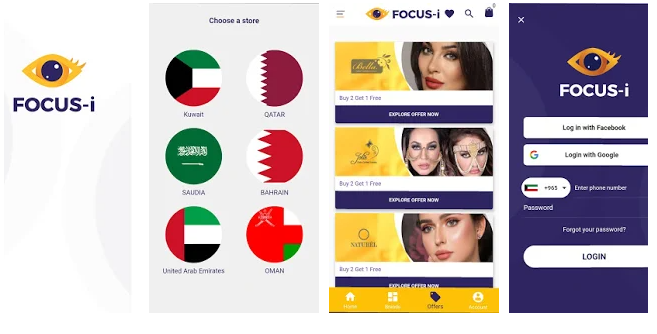 FOCUS-i
Choose a store
Kuwait
QATAR
SAUDIA
BAHRAIN
United Arab Emirates
OMAN
FOCUS-i
0
Bella
Buy 2 Get 1 Free
EXPLORE OFFER NOW
Buy 2 Get 1 Free
EXPLORE OFFER NOW
NATUREL
Buy 2 Get 1 Free
EXPLORE OFFER NOW
Home
Brands
Offers
Account
FOCUS-i
Log in with Facebook
Login with Google
+965
Enter phone number
Password
Forgot your password?
LOGIN